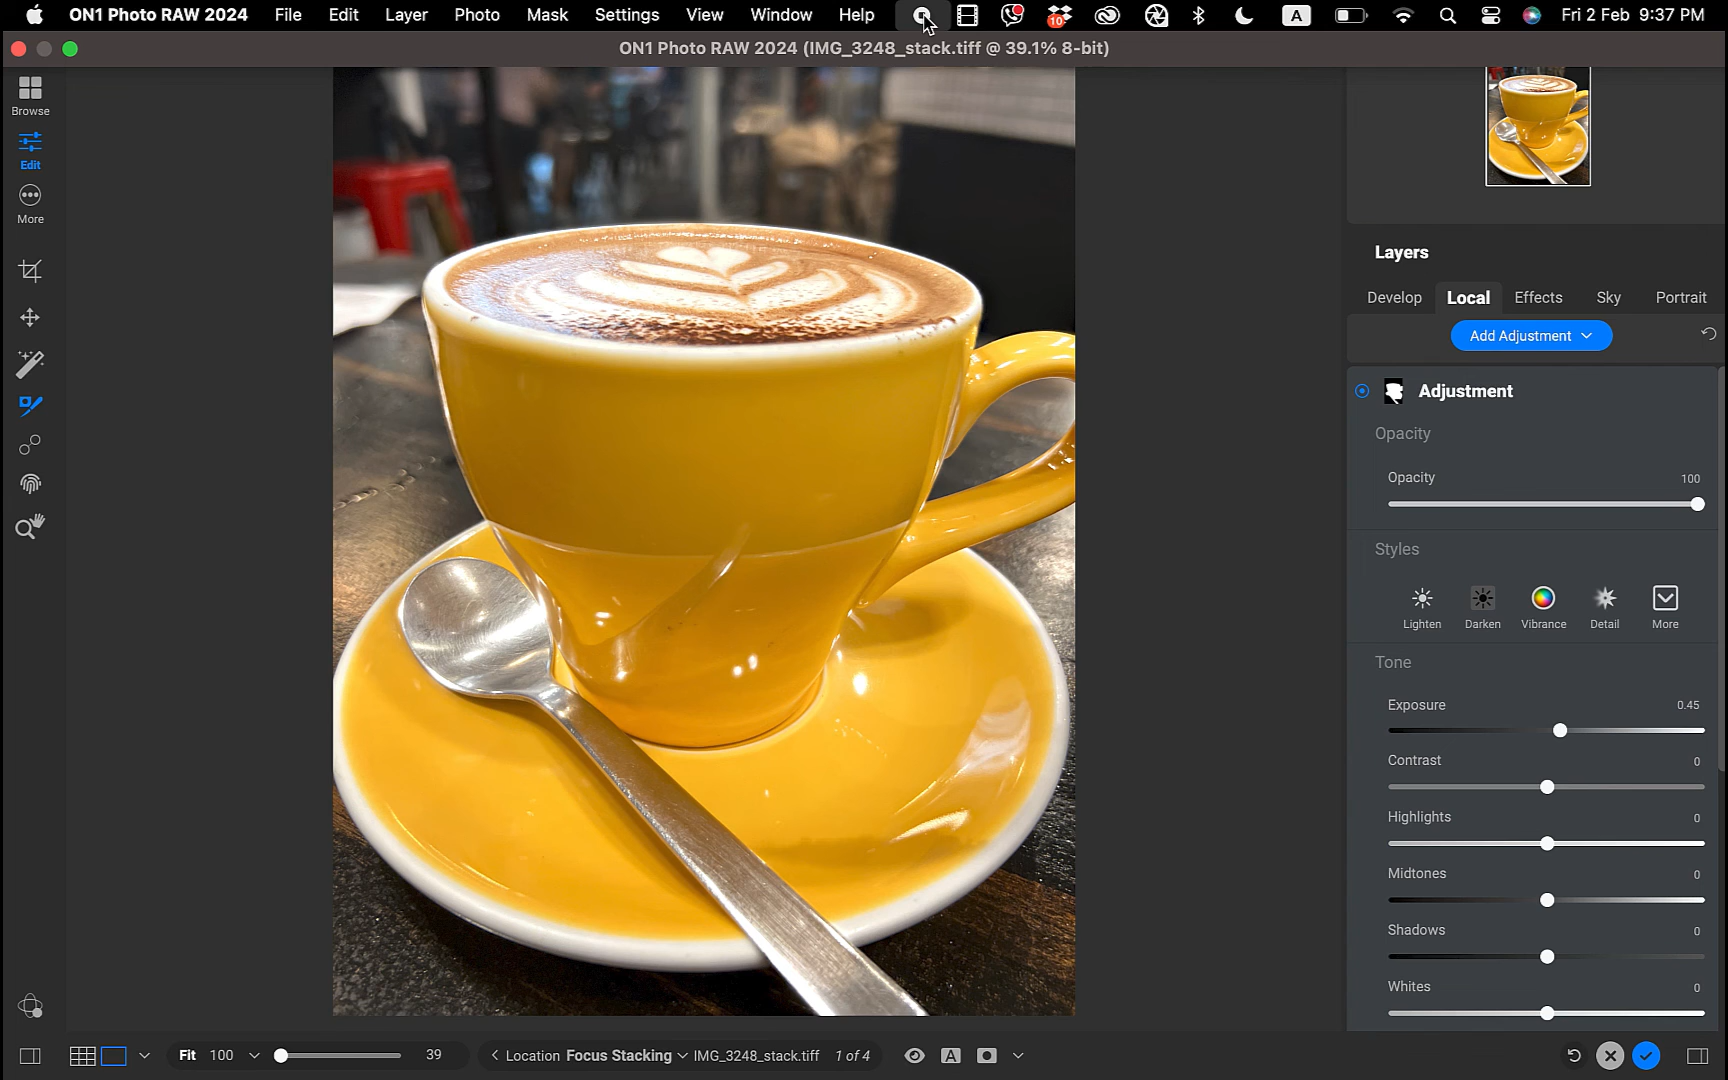 ON1 Photo RAW 2024 File Edit Layer Photo Mask Settings View Window Help 10 A Fri 2 Feb 9:37 PM
ON1 Photo RAW 2024 (IMG_3248_stack.tiff @ 39.1% 8-bit)
Browse
Edit
More
Layers
Develop Local Effects Sky Portrait
Add Adjustment
Adjustment
Opacity
Opacity 100
Styles
Lighten Darken Vibrance Detail More
Tone
Exposure 0.45
Contrast 0
Highlights 0
Midtones 0
Shadows 0
Whites 0
Fit 100 39 Location Focus Stacking IMG_3248_stack.tiff 1 of 4 A